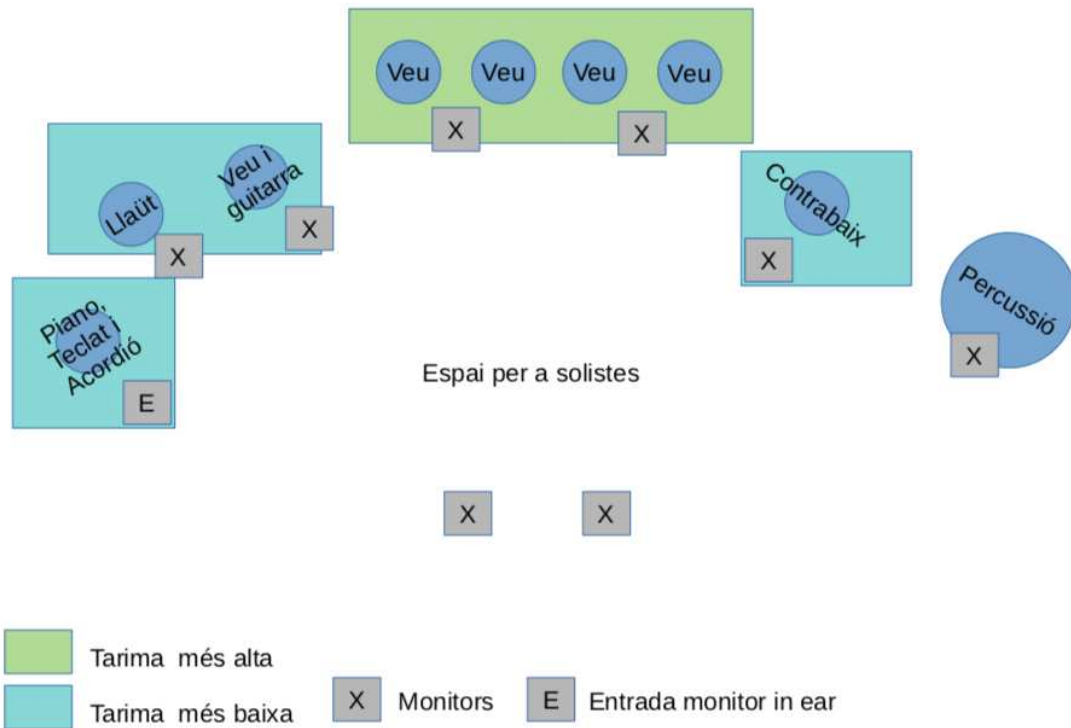 Veu Veu Veu Veu
X X
Veu i
guitarra
Llaüt
X
X
Contrabaix
X
Percussió
X
Piano,
Teclat i
Acordió
E
Espai per a solistes
X X
Tarima més alta
Tarima més baixa
X Monitors
E Entrada monitor in ear